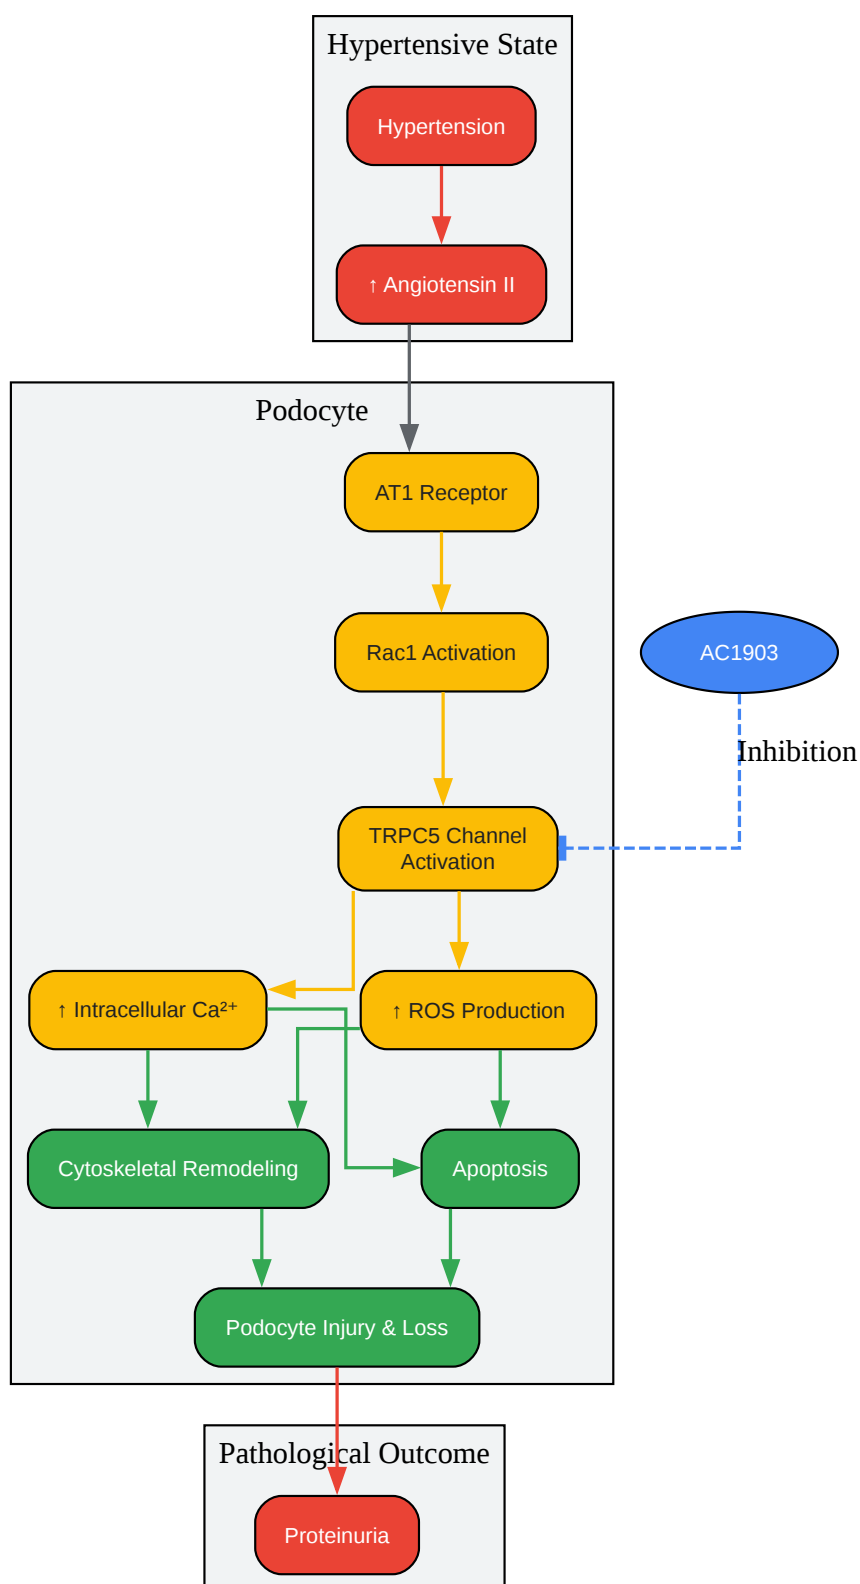 Hypertensive State
Hypertension
↑ Angiotensin II
Podocyte
AT1 Receptor
Rac1 Activation
AC1903
Inhibition
TRPC5 Channel
Activation
↑ Intracellular Ca²⁺
↑ ROS Production
Cytoskeletal Remodeling
Apoptosis
Podocyte Injury & Loss
Pathological Outcome
Proteinuria